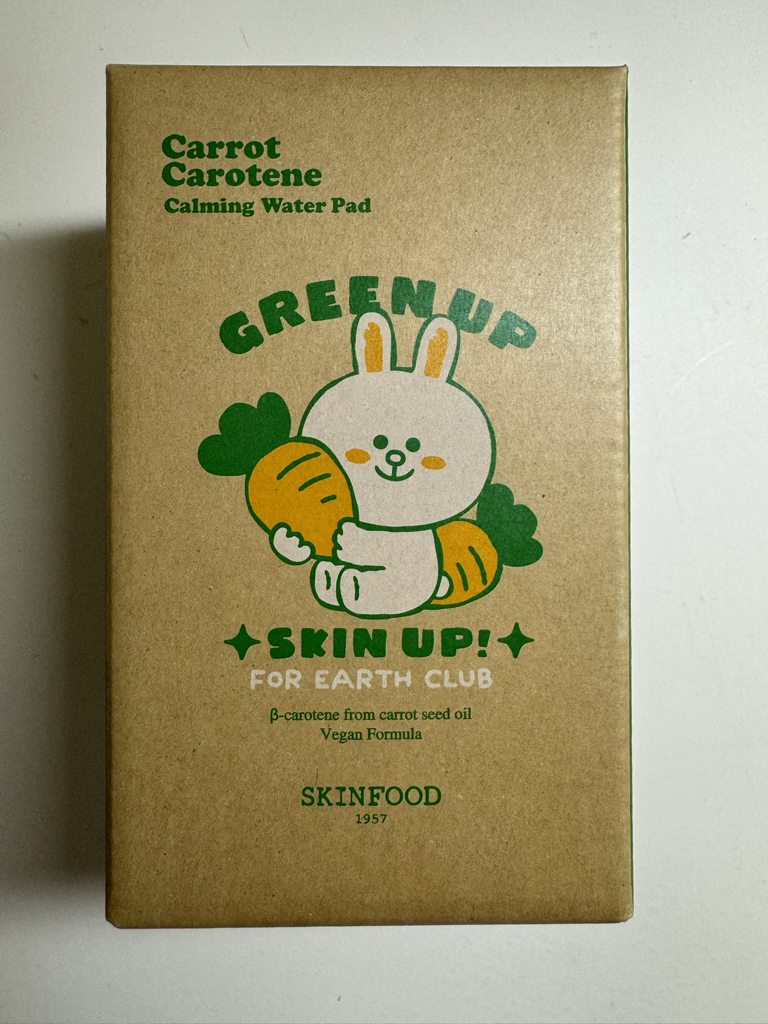 Carrot
Carotene
Calming Water Pad
GREEN UP
SKIN UP!
FOR EARTH CLUB
β-carotene from carrot seed oil
Vegan Formula
SKINFOOD
1957